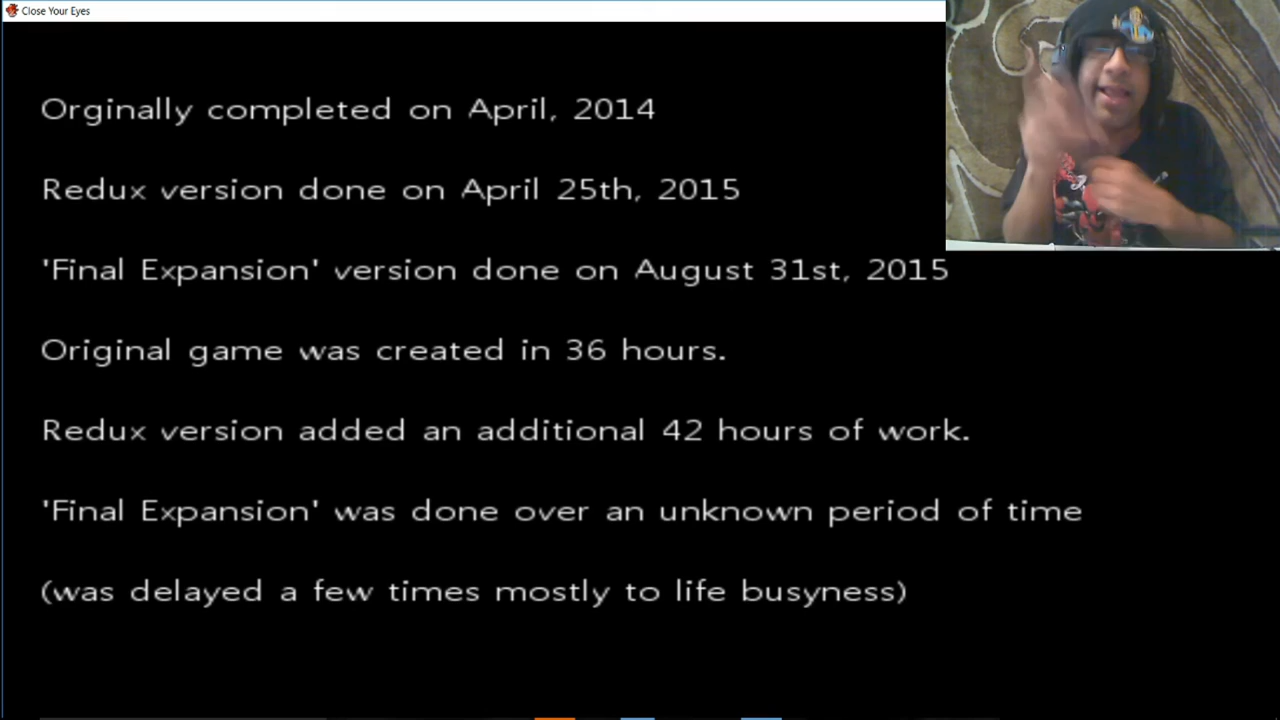 Close Your Eyes
Orginally completed on April, 2014
Redux version done on April 25th, 2015
'Final Expansion' version done on August 31st, 2015
Original game was created in 36 hours.
Redux version added an additional 42 hours of work.
'Final Expansion' was done over an unknown period of time
(was delayed a few times mostly to life busyness)